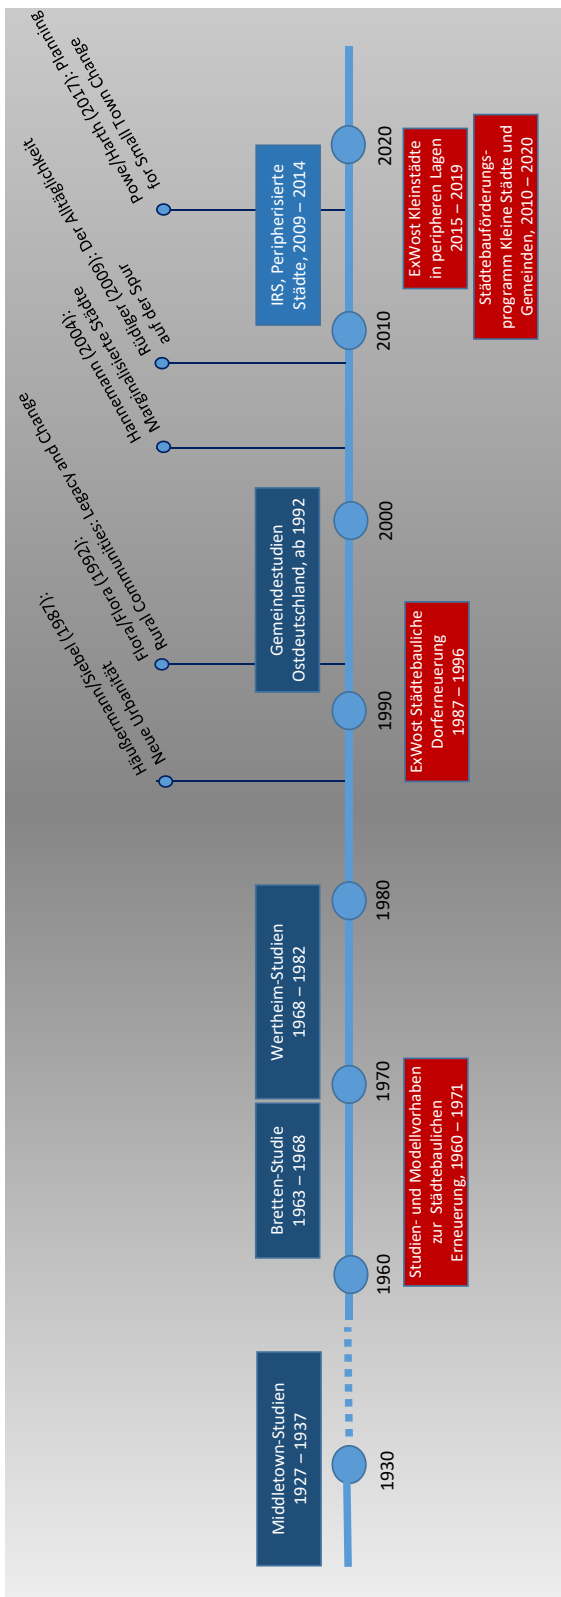 Middletown-Studien
1927 – 1937
Bretten-Studie
1963 – 1968
Wertheim-Studien
1968 – 1982
Häußermann/Siebel (1987):
Neue Urbanität
Flora/Flora (1992):
Rural Communities: Legacy and Change
Gemeindestudien
Ostdeutschland, ab 1992
Hannemann (2004):
Marginalisierte Städte
Rüdiger (2009): Der Alltäglichkeit
auf der Spur
IRS, Peripherisierte
Städte, 2009 – 2014
Powe/Harth (2017): Planning
for Small Town Change
1930
1960
1970
1980
1990
2000
2010
2020
Studien- und Modellvorhaben
zur Städtebaulichen
Erneuerung, 1960 – 1971
ExWost Städtebauliche
Dorferneuerung
1987 – 1996
ExWost Kleinstädte
in peripheren Lagen
2015 – 2019
Städtebauförderungs-
programm Kleine Städte und
Gemeinden, 2010 – 2020